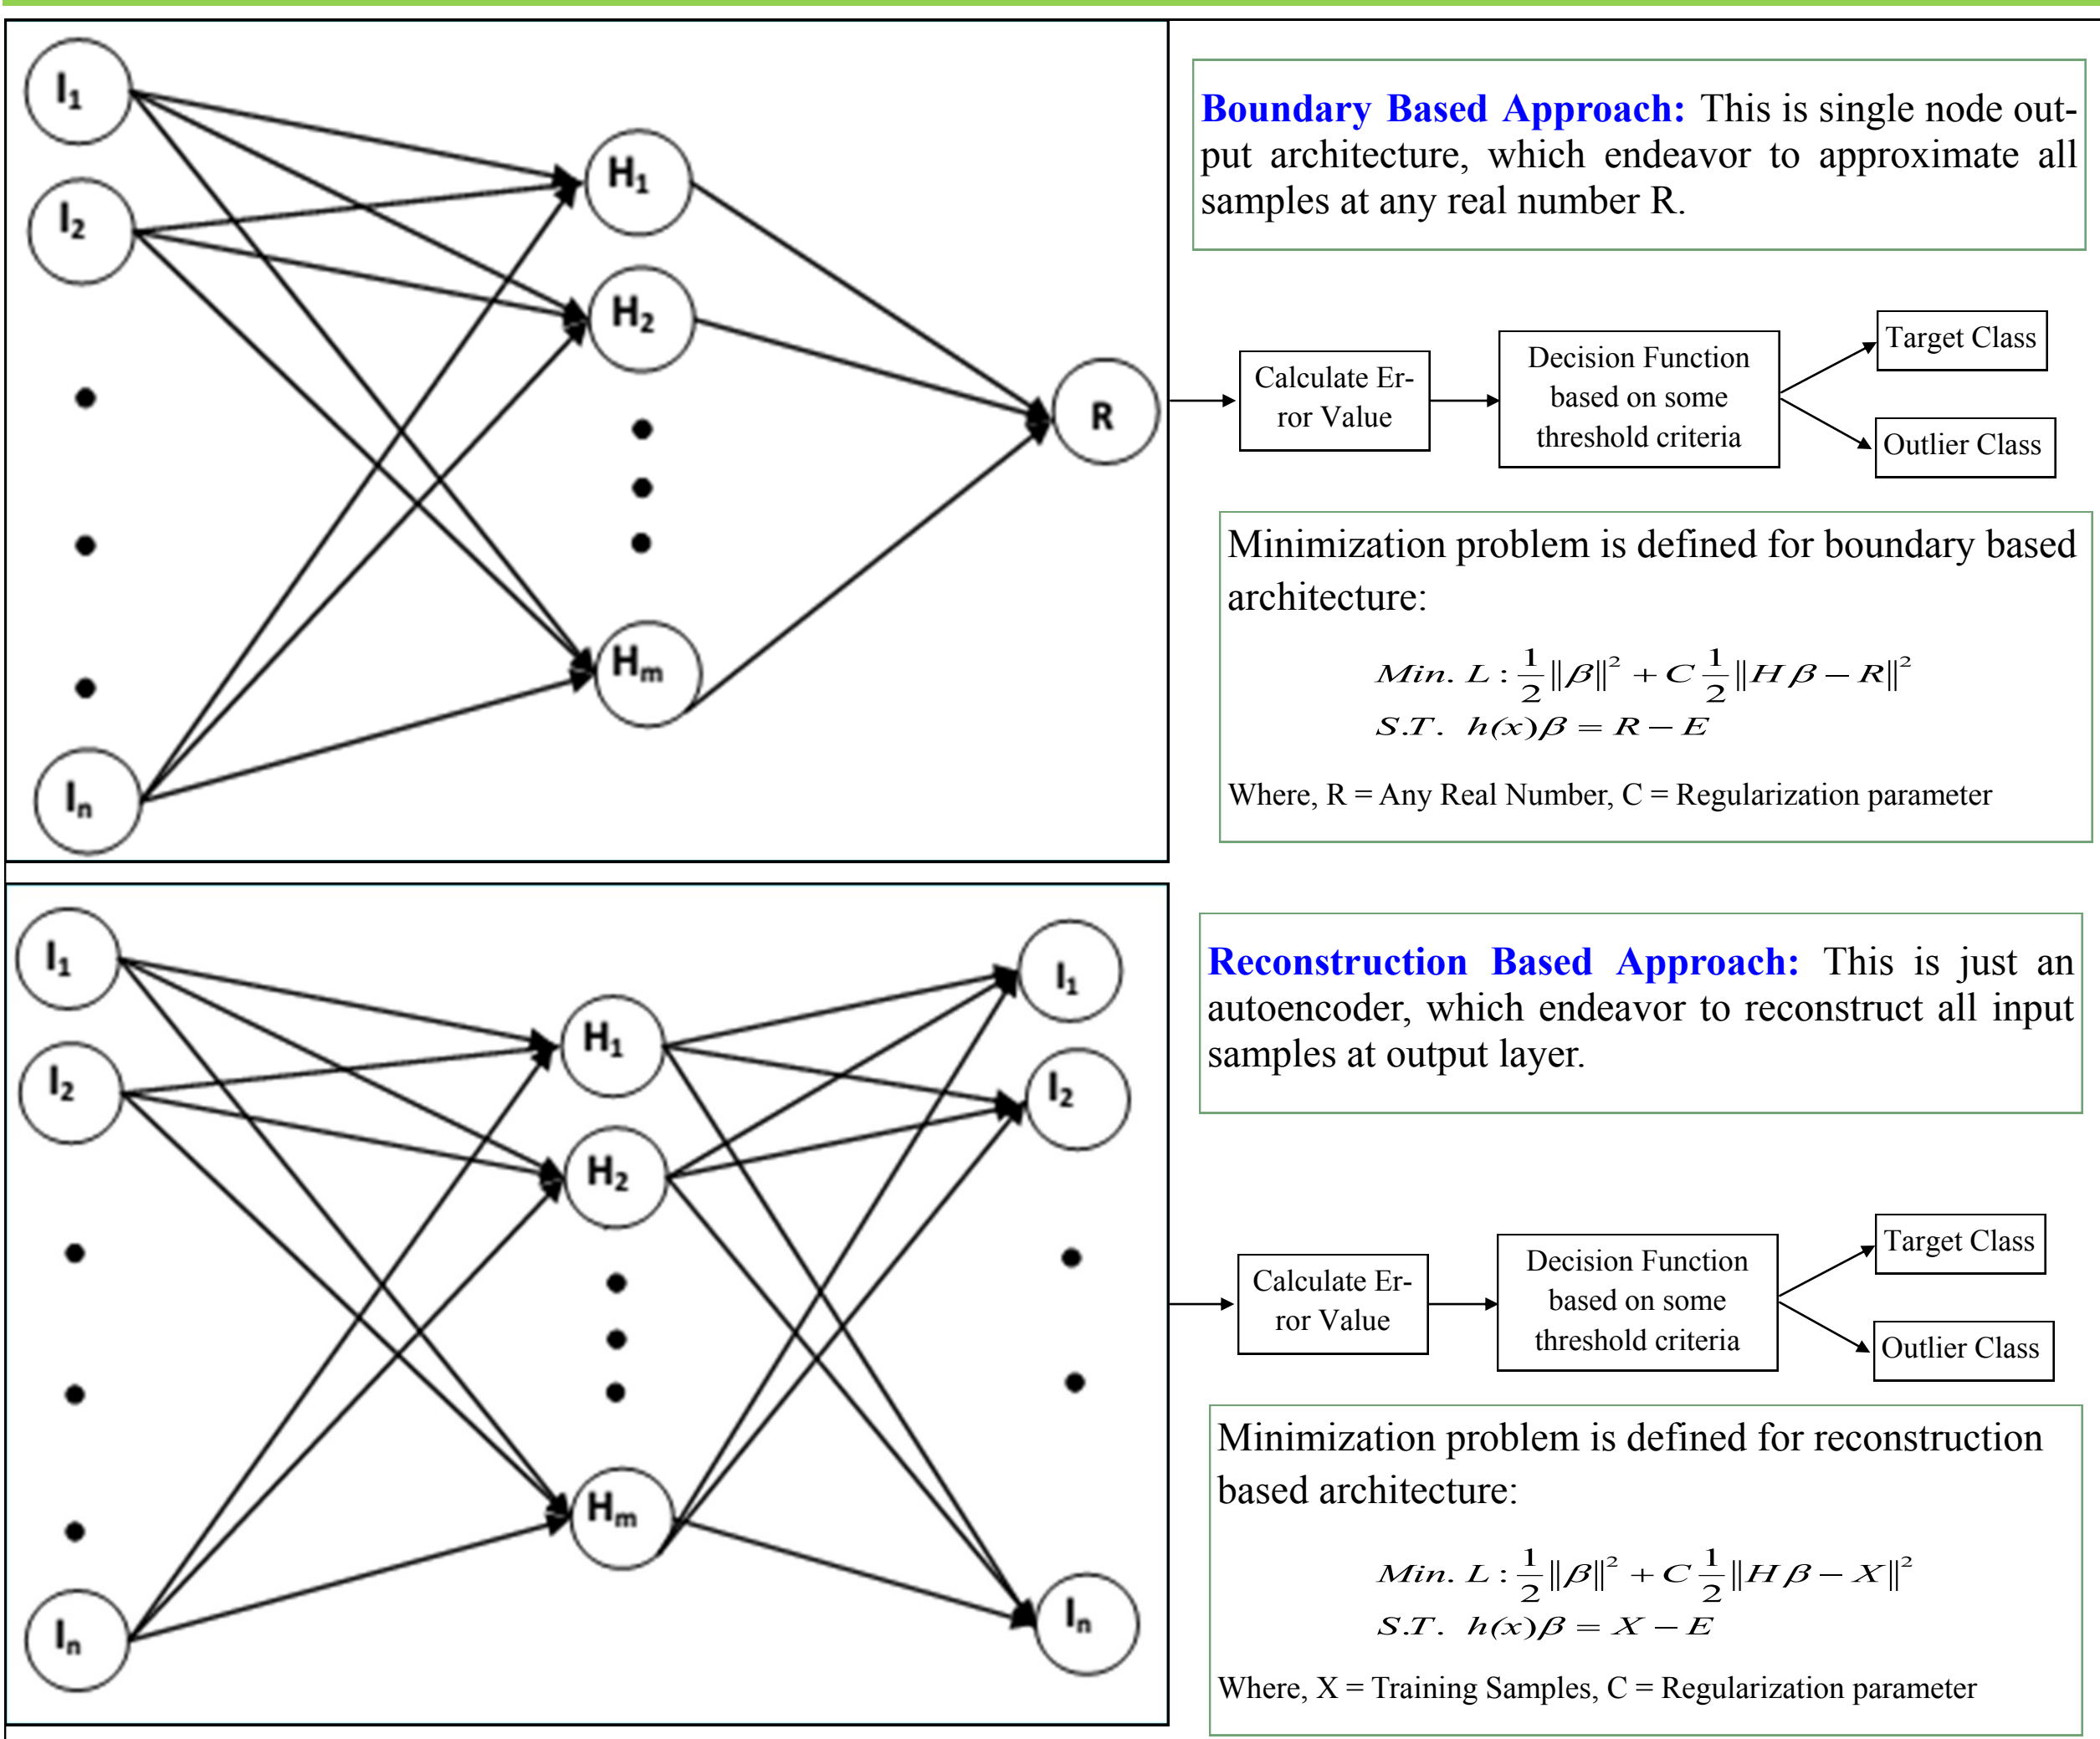 I₁
I₂
Iₙ
H₁
H₂
Hₘ
R
Boundary Based Approach: This is single node out-
put architecture, which endeavor to approximate all
samples at any real number R.
Calculate Er-
ror Value
Decision Function
based on some
threshold criteria
Target Class
Outlier Class
Minimization problem is defined for boundary based
architecture:
Min. L : 1/2 ‖β‖² + C 1/2 ‖Hβ − R‖²
S.T. h(x)β = R − E
Where, R = Any Real Number, C = Regularization parameter
I₁
I₂
Iₙ
H₁
H₂
Hₘ
I₁
I₂
Iₙ
Reconstruction Based Approach: This is just an
autoencoder, which endeavor to reconstruct all input
samples at output layer.
Calculate Er-
ror Value
Decision Function
based on some
threshold criteria
Target Class
Outlier Class
Minimization problem is defined for reconstruction
based architecture:
Min. L : 1/2 ‖β‖² + C 1/2 ‖Hβ − X‖²
S.T. h(x)β = X − E
Where, X = Training Samples, C = Regularization parameter